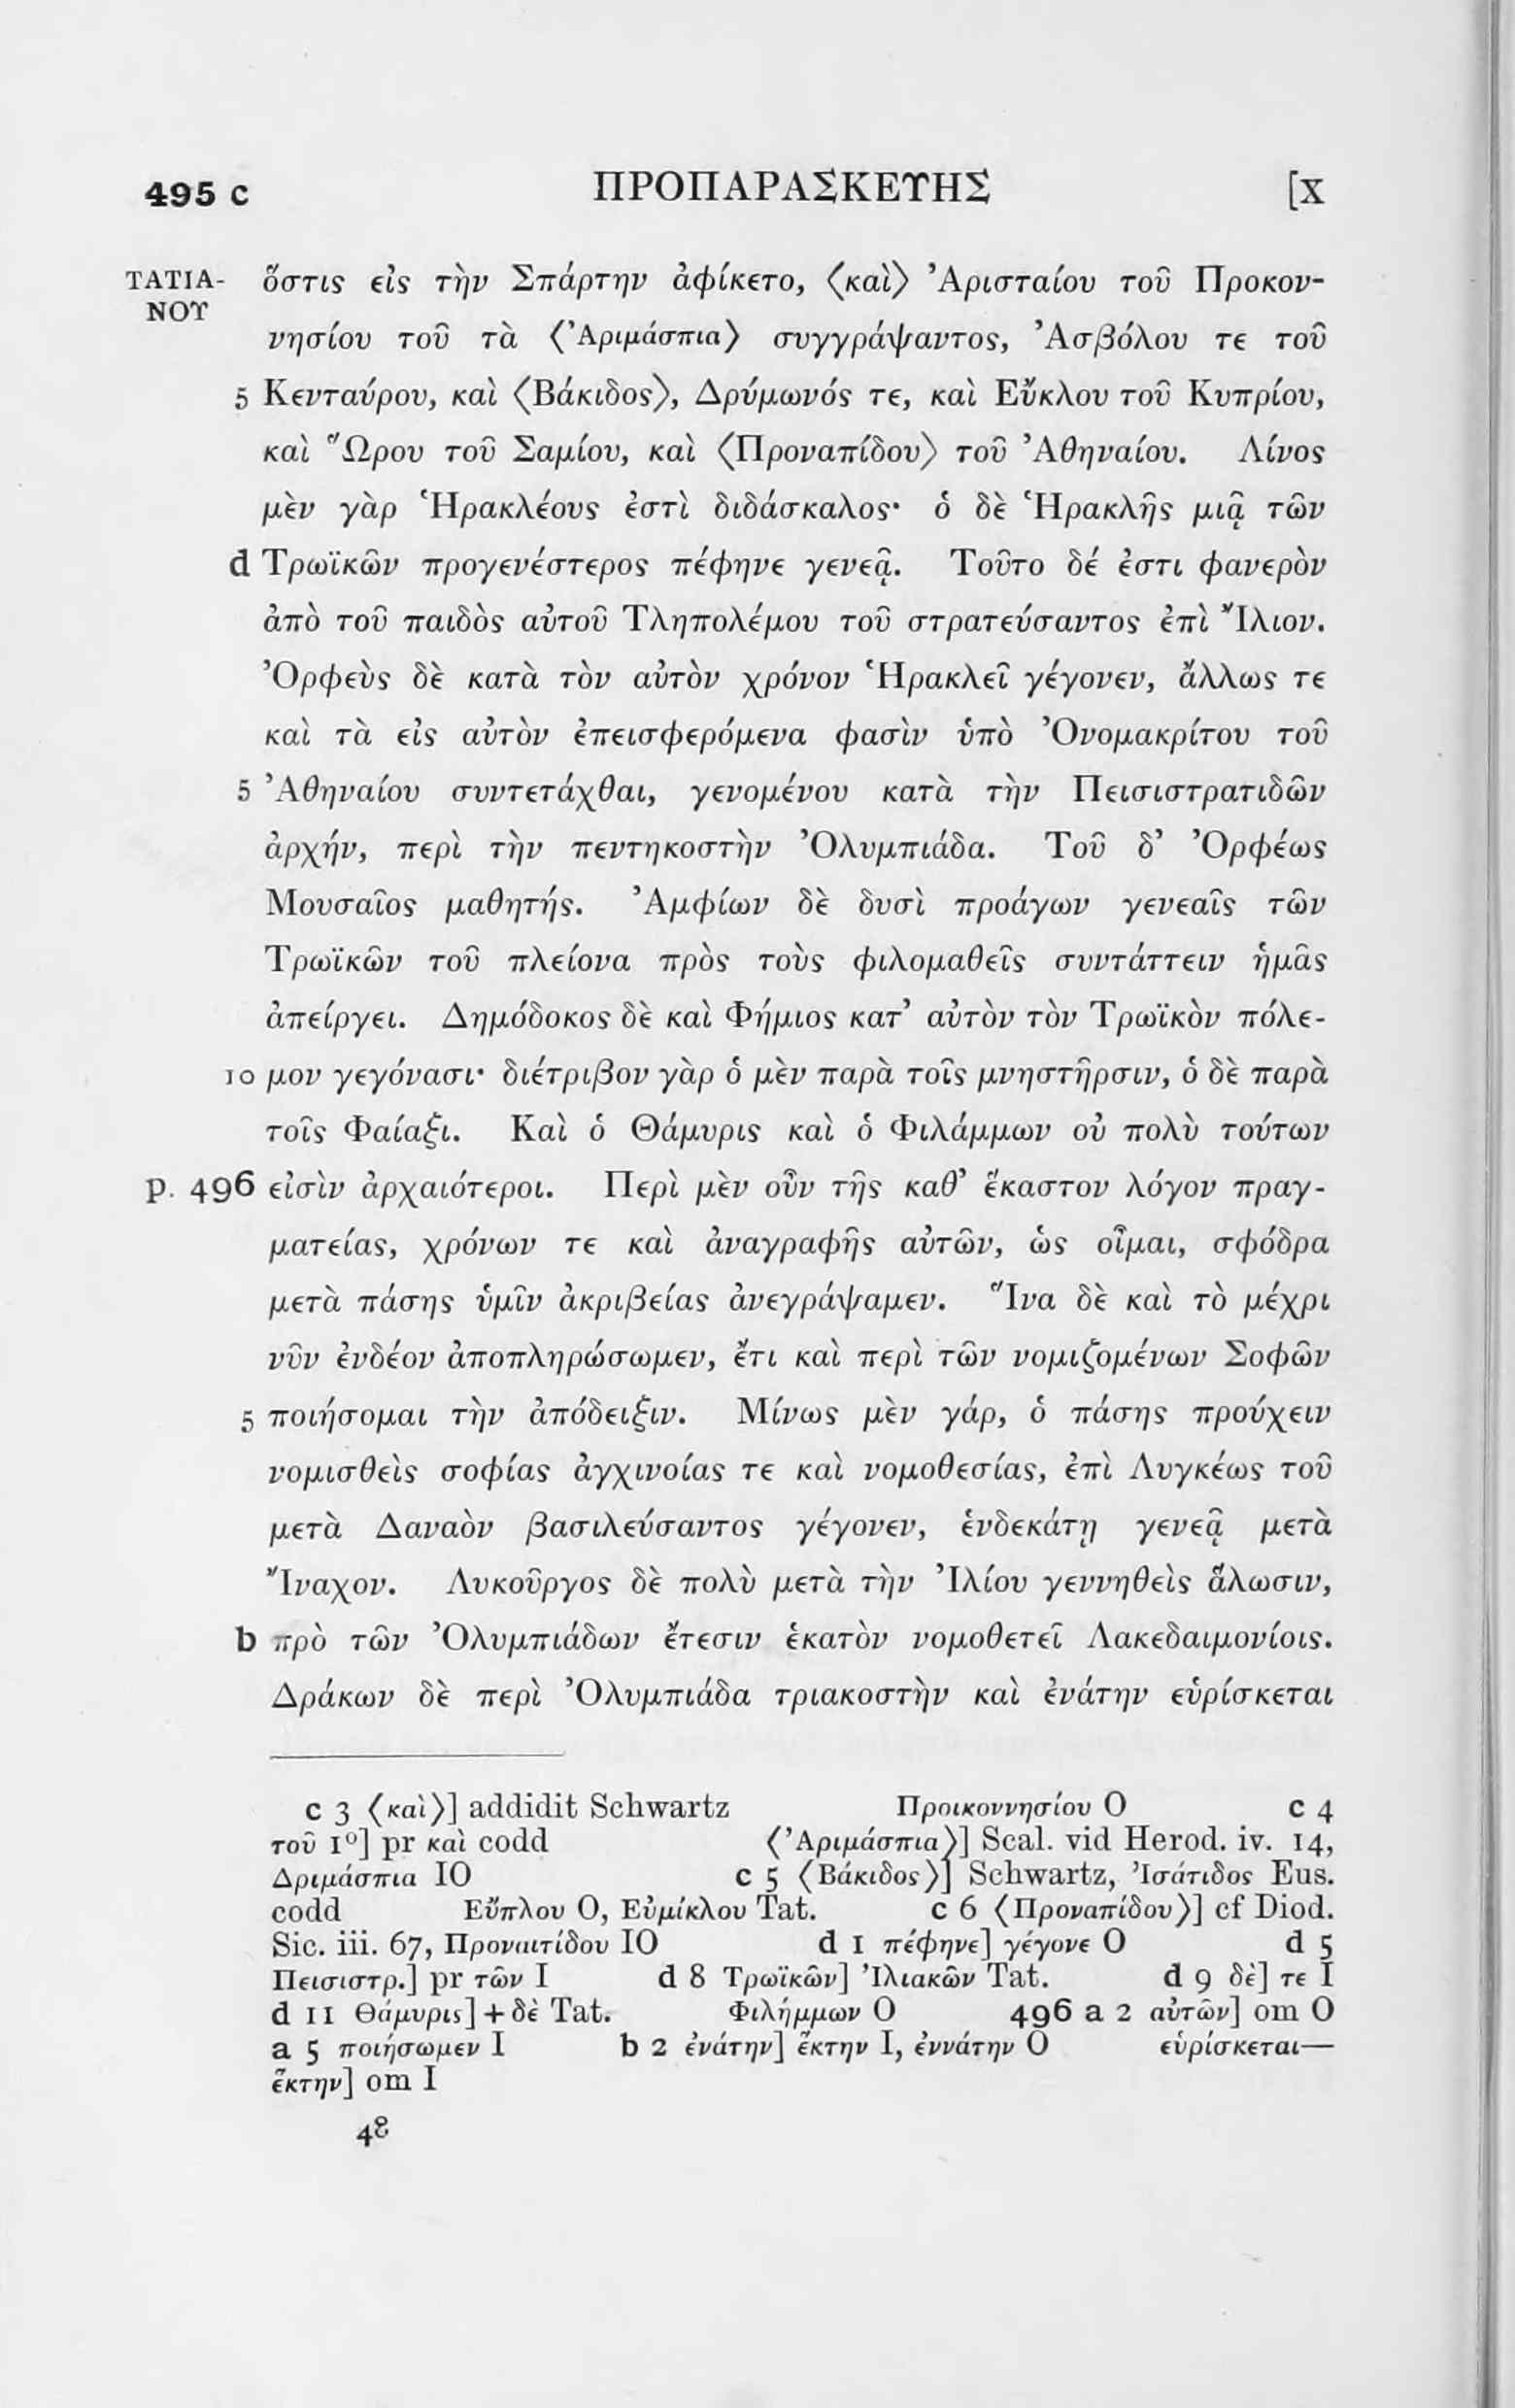 495 c ΠΡΟΠΑΡΑΣΚΕΥΗΣ [X
ΤΑΤΙΑ- ὅστις εἰς τὴν Σπάρτην ἀφίκετο, ⟨καὶ⟩ Ἀρισταίου τοῦ Προκον-
ΝΟΥ
νησίου τοῦ τὰ ⟨Ἀριμάσπια⟩ συγγράψαντος, Ἀσβόλου τε τοῦ
5 Κενταύρου, καὶ ⟨Βάκιδος⟩, Δρύμωνός τε, καὶ Εὔκλου τοῦ Κυπρίου,
καὶ Ὥρου τοῦ Σαμίου, καὶ ⟨Προναπίδου⟩ τοῦ Ἀθηναίου. Λίνος
μὲν γὰρ Ἡρακλέους ἐστὶ διδάσκαλος· ὁ δὲ Ἡρακλῆς μιᾷ τῶν
d Τρωϊκῶν προγενέστερος πέφηνε γενεᾷ. Τοῦτο δέ ἐστι φανερὸν
ἀπὸ τοῦ παιδὸς αὐτοῦ Τληπολέμου τοῦ στρατεύσαντος ἐπὶ Ἴλιον.
Ὀρφεὺς δὲ κατὰ τὸν αὐτὸν χρόνον Ἡρακλεῖ γέγονεν, ἄλλως τε
καὶ τὰ εἰς αὐτὸν ἐπεισφερόμενα φασὶν ὑπὸ Ὀνομακρίτου τοῦ
5 Ἀθηναίου συντετάχθαι, γενομένου κατὰ τὴν Πεισιστρατιδῶν
ἀρχήν, περὶ τὴν πεντηκοστὴν Ὀλυμπιάδα. Τοῦ δ’ Ὀρφέως
Μουσαῖος μαθητής. Ἀμφίων δὲ δυσὶ προάγων γενεαῖς τῶν
Τρωϊκῶν τοῦ πλείονα πρὸς τοὺς φιλομαθεῖς συντάττειν ἡμᾶς
ἀπείργει. Δημόδοκος δὲ καὶ Φήμιος κατ’ αὐτὸν τὸν Τρωϊκὸν πόλε-
10 μον γεγόνασι· διέτριβον γὰρ ὁ μὲν παρὰ τοῖς μνηστῆρσιν, ὁ δὲ παρὰ
τοῖς Φαίαξι. Καὶ ὁ Θάμυρις καὶ ὁ Φιλάμμων οὐ πολὺ τούτων
p. 496 εἰσὶν ἀρχαιότεροι. Περὶ μὲν οὖν τῆς καθ’ ἕκαστον λόγον πραγ-
ματείας, χρόνων τε καὶ ἀναγραφῆς αὐτῶν, ὡς οἶμαι, σφόδρα
μετὰ πάσης ὑμῖν ἀκριβείας ἀνεγράψαμεν. Ἵνα δὲ καὶ τὸ μέχρι
νῦν ἐνδέον ἀποπληρώσωμεν, ἔτι καὶ περὶ τῶν νομιζομένων Σοφῶν
5 ποιήσομαι τὴν ἀπόδειξιν. Μίνως μὲν γάρ, ὁ πάσης προύχειν
νομισθεὶς σοφίας ἀγχινοίας τε καὶ νομοθεσίας, ἐπὶ Λυγκέως τοῦ
μετὰ Δαναὸν βασιλεύσαντος γέγονεν, ἑνδεκάτῃ γενεᾷ μετὰ
Ἴναχον. Λυκοῦργος δὲ πολὺ μετὰ τὴν Ἰλίου γεννηθεὶς ἅλωσιν,
b πρὸ τῶν Ὀλυμπιάδων ἔτεσιν ἑκατὸν νομοθετεῖ Λακεδαιμονίοις.
Δράκων δὲ περὶ Ὀλυμπιάδα τριακοστὴν καὶ ἐνάτην εὑρίσκεται
c 3 ⟨καὶ⟩] addidit Schwartz Προικοννησίου O c 4
τοῦ 1º] pr καὶ codd ⟨Ἀριμάσπια⟩] Scal. vid Herod. iv. 14,
Δριμάσπια IO c 5 ⟨Βάκιδος⟩] Schwartz, Ἰσάτιδος Eus.
codd Εὔπλου O, Εὐμίκλου Tat. c 6 ⟨Προναπίδου⟩] cf Diod.
Sic. iii. 67, Προναιτίδου IO d 1 πέφηνε] γέγονε O d 5
Πεισιστρ.] pr τῶν I d 8 Τρωϊκῶν] Ἰλιακῶν Tat. d 9 δὲ] τε I
d 11 Θάμυρις] + δὲ Tat. Φιλήμμων O 496 a 2 αὐτῶν] om O
a 5 ποιήσωμεν I b 2 ἐνάτην] ἕκτην I, ἐννάτην O εὑρίσκεται—
ἕκτην] om I
48